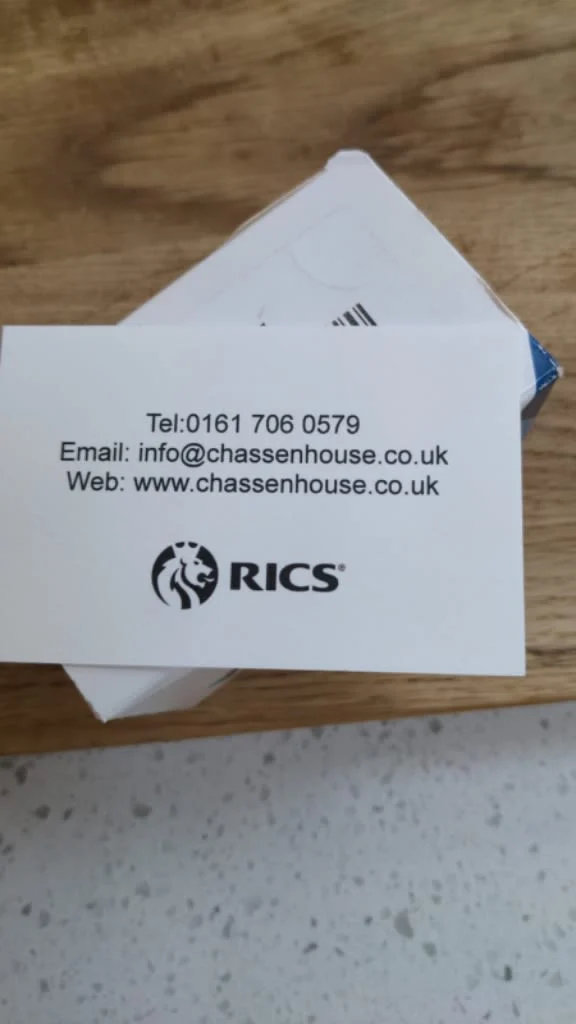 Tel:0161 706 0579
Email: info@chassenhouse.co.uk
Web: www.chassenhouse.co.uk
RICS®